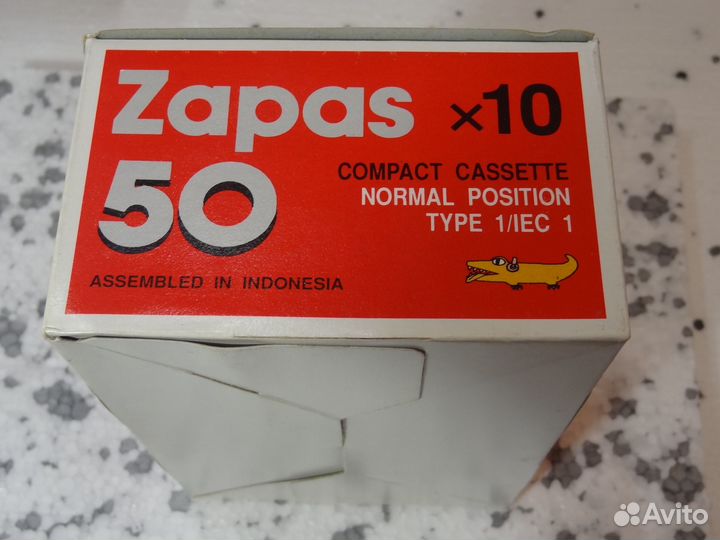 Zapas ×10
50
COMPACT CASSETTE
NORMAL POSITION
TYPE 1/IEC 1
ASSEMBLED IN INDONESIA
Avito